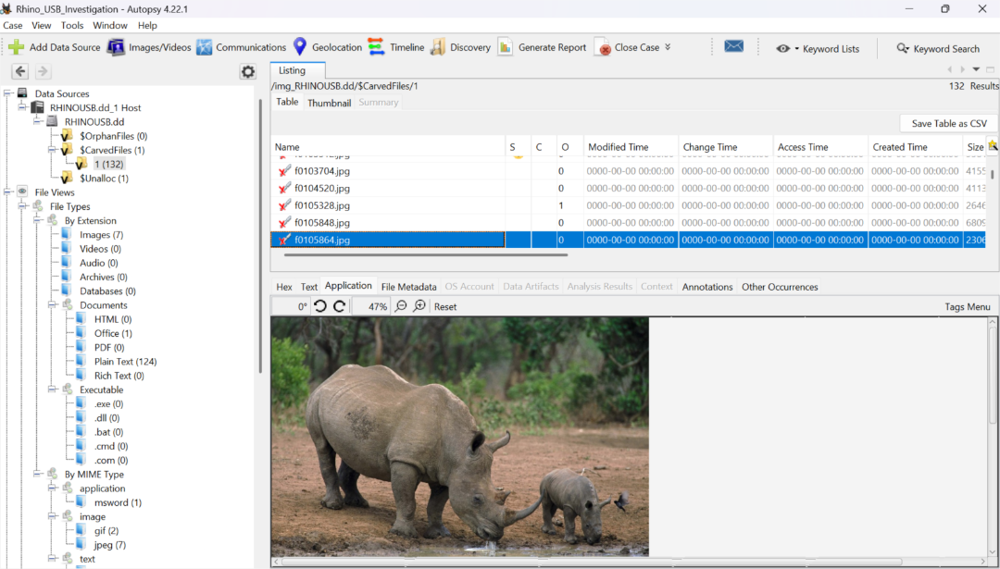 Rhino_USB_Investigation - Autopsy 4.22.1
Case View Tools Window Help
Add Data Source Images/Videos Communications Geolocation Timeline Discovery Generate Report Close Case Keyword Lists Keyword Search
Listing
/img_RHINOUSB.dd/$CarvedFiles/1 132 Results
Table Thumbnail Summary
Save Table as CSV
Name S C O Modified Time Change Time Access Time Created Time Size
f0103704.jpg 0 0000-00-00 00:00:00 0000-00-00 00:00:00 0000-00-00 00:00:00 0000-00-00 00:00:00 4155
f0104520.jpg 0 0000-00-00 00:00:00 0000-00-00 00:00:00 0000-00-00 00:00:00 0000-00-00 00:00:00 4113
f0105328.jpg 1 0000-00-00 00:00:00 0000-00-00 00:00:00 0000-00-00 00:00:00 0000-00-00 00:00:00 2646
f0105848.jpg 0 0000-00-00 00:00:00 0000-00-00 00:00:00 0000-00-00 00:00:00 0000-00-00 00:00:00 6809
f0105864.jpg 0 0000-00-00 00:00:00 0000-00-00 00:00:00 0000-00-00 00:00:00 0000-00-00 00:00:00 2306
Hex Text Application File Metadata OS Account Data Artifacts Analysis Results Context Annotations Other Occurrences
0° 47% Reset Tags Menu
Data Sources
RHINOUSB.dd_1 Host
RHINOUSB.dd
$OrphanFiles (0)
$CarvedFiles (1)
1 (132)
$Unalloc (1)
File Views
File Types
By Extension
Images (7)
Videos (0)
Audio (0)
Archives (0)
Databases (0)
Documents
HTML (0)
Office (1)
PDF (0)
Plain Text (124)
Rich Text (0)
Executable
.exe (0)
.dll (0)
.bat (0)
.cmd (0)
.com (0)
By MIME Type
application
msword (1)
image
gif (2)
jpeg (7)
text